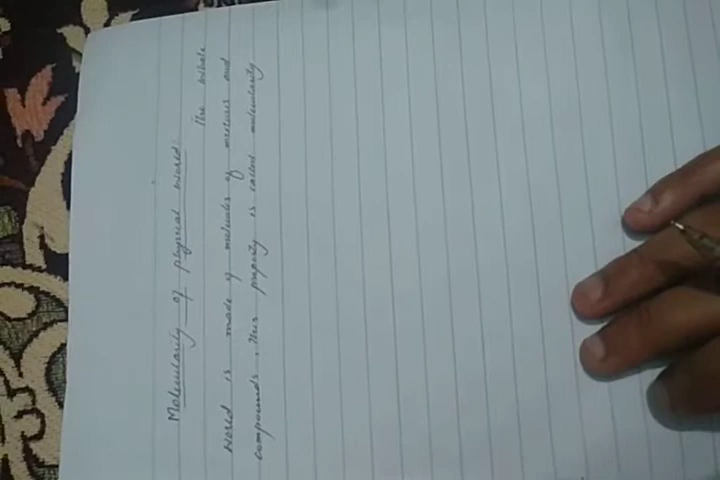 Molecularity of physical world:
The whole
world is made of molecules of mixtures and
compounds. This property is called molecularity